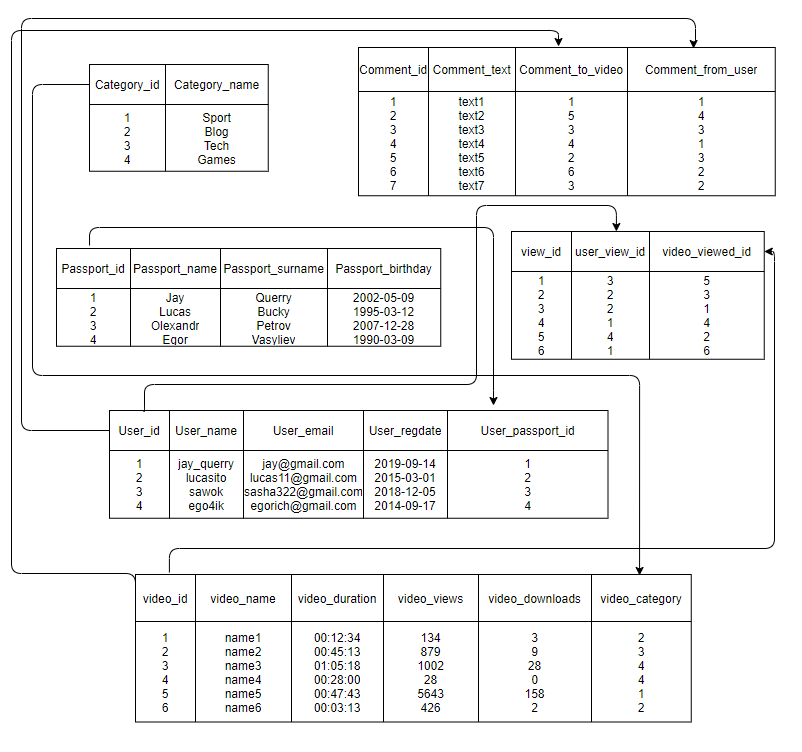 Category_id Category_name
1 Sport
2 Blog
3 Tech
4 Games
Comment_id Comment_text Comment_to_video Comment_from_user
1 text1 1 1
2 text2 5 4
3 text3 3 3
4 text4 4 1
5 text5 2 3
6 text6 6 2
7 text7 3 2
Passport_id Passport_name Passport_surname Passport_birthday
1 Jay Querry 2002-05-09
2 Lucas Bucky 1995-03-12
3 Olexandr Petrov 2007-12-28
4 Egor Vasyliev 1990-03-09
view_id user_view_id video_viewed_id
1 3 5
2 2 3
3 2 1
4 1 4
5 4 2
6 1 6
User_id User_name User_email User_regdate User_passport_id
1 jay_querry jay@gmail.com 2019-09-14 1
2 lucasito lucas11@gmail.com 2015-03-01 2
3 sawok sasha322@gmail.com 2018-12-05 3
4 ego4ik egorich@gmail.com 2014-09-17 4
video_id video_name video_duration video_views video_downloads video_category
1 name1 00:12:34 134 3 2
2 name2 00:45:13 879 9 3
3 name3 01:05:18 1002 28 4
4 name4 00:28:00 28 0 4
5 name5 00:47:43 5643 158 1
6 name6 00:03:13 426 2 2